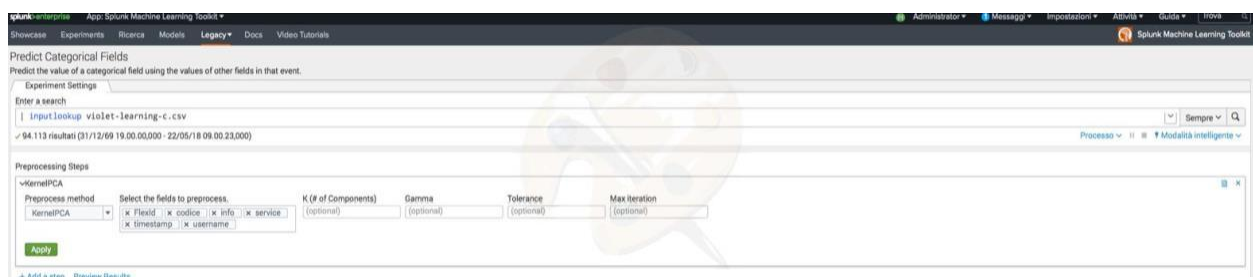 splunk>enterprise App: Splunk Machine Learning Toolkit Administrator Messaggi Impostazioni Attività Guida Trova
Showcase Experiments Ricerca Models Legacy Docs Video Tutorials Splunk Machine Learning Toolkit
Predict Categorical Fields
Predict the value of a categorical field using the values of other fields in that event.
Experiment Settings
Enter a search
| inputlookup violet-learning-c.csv Sempre
94.113 risultati (31/12/69 19.00.00,000 - 22/05/18 09.00.23,000) Processo Modalità intelligente
Preprocessing Steps
KernelPCA
Preprocess method Select the fields to preprocess. K (# of Components) Gamma Tolerance Max iteration
KernelPCA FlexId codice info service (optional) (optional) (optional) (optional)
timestamp username
Apply
+ Add a step Preview Results